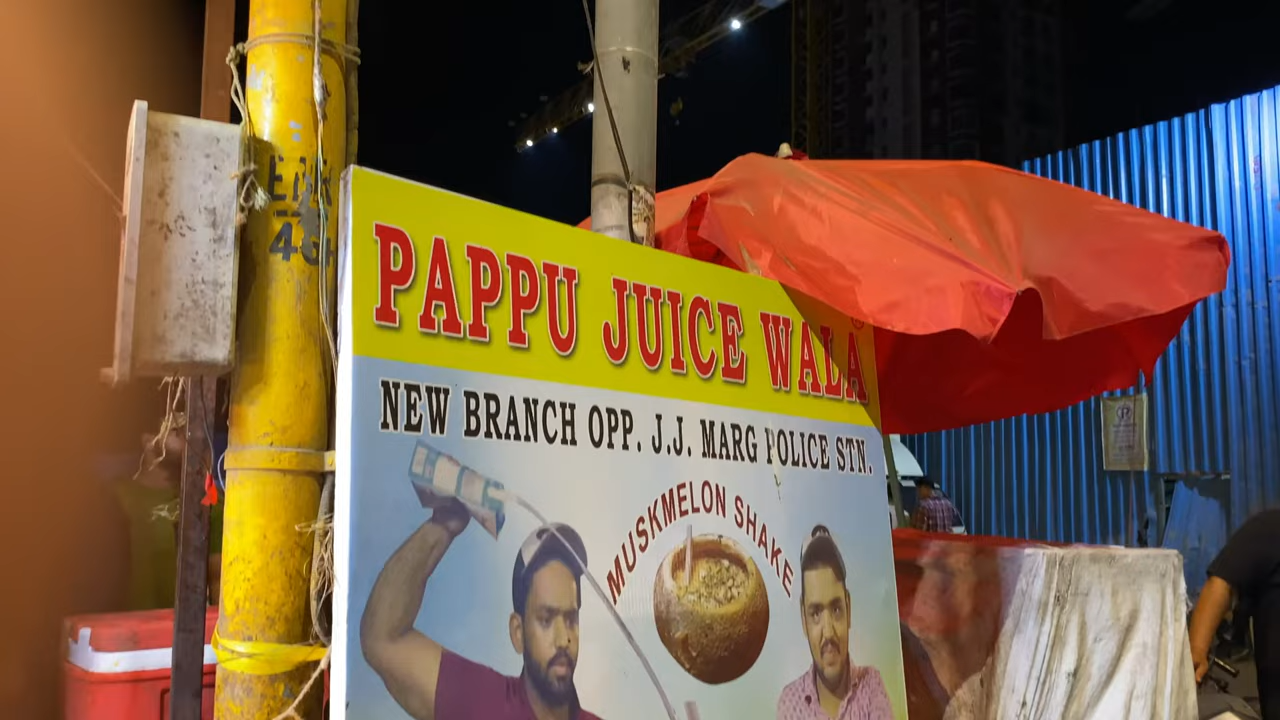 PAPPU JUICE WALA
NEW BRANCH OPP. J.J. MARG POLICE STN.
MUSKMELON SHAKE